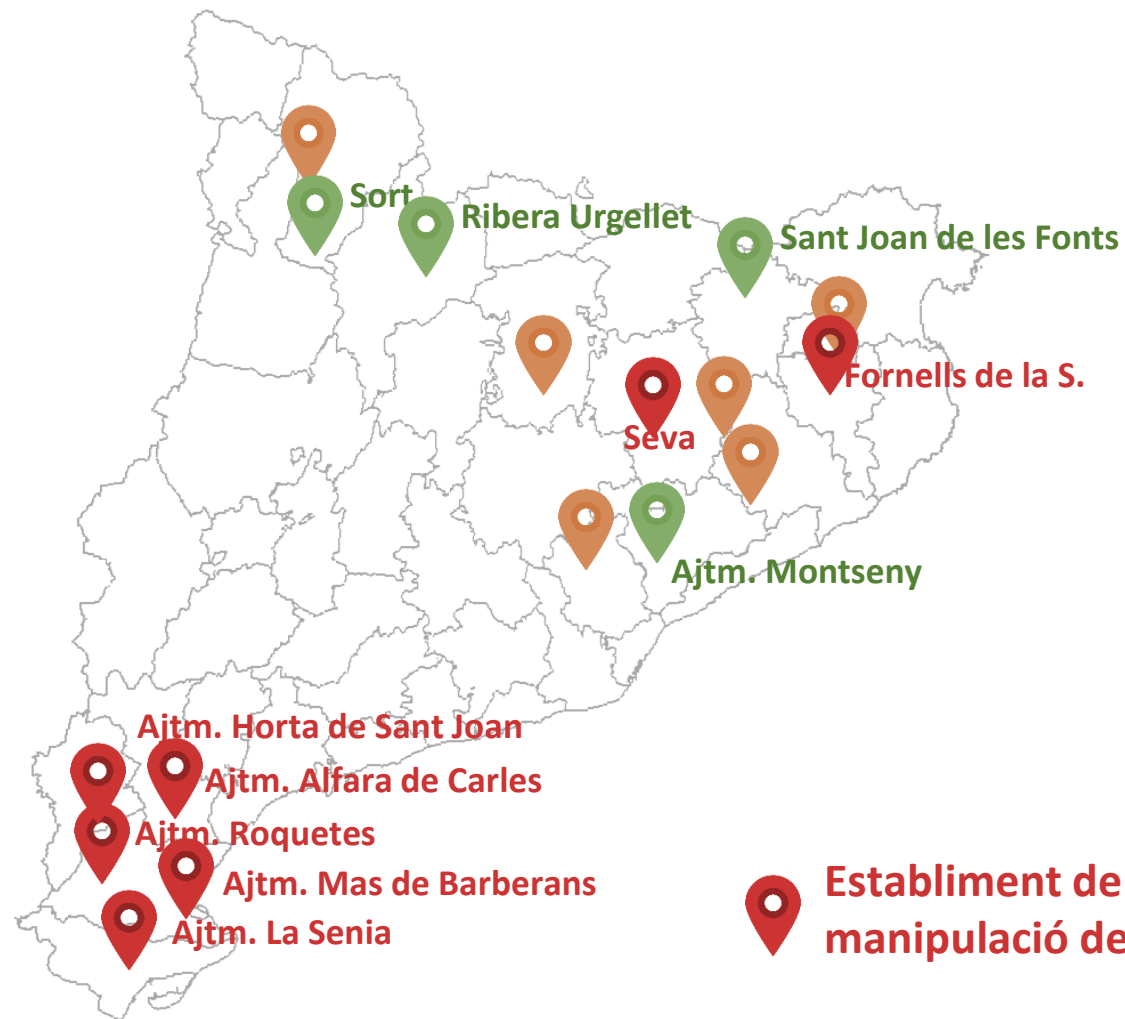 Sort
Ribera Urgellet
Sant Joan de les Fonts
Fornells de la S.
Seva
Ajtm. Montseny
Ajtm. Horta de Sant Joan
Ajtm. Alfara de Carles
Ajtm. Roquetes
Ajtm. Mas de Barberans
Ajtm. La Senia
Establiment de
manipulació de